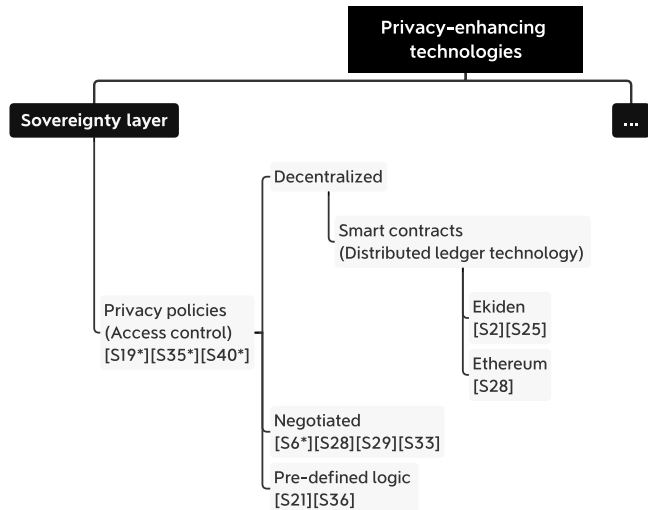 Privacy-enhancing
technologies
Sovereignty layer
...
Decentralized
Smart contracts
(Distributed ledger technology)
Privacy policies
(Access control)
[S19*][S35*][S40*]
Ekiden
[S2][S25]
Ethereum
[S28]
Negotiated
[S6*][S28][S29][S33]
Pre-defined logic
[S21][S36]